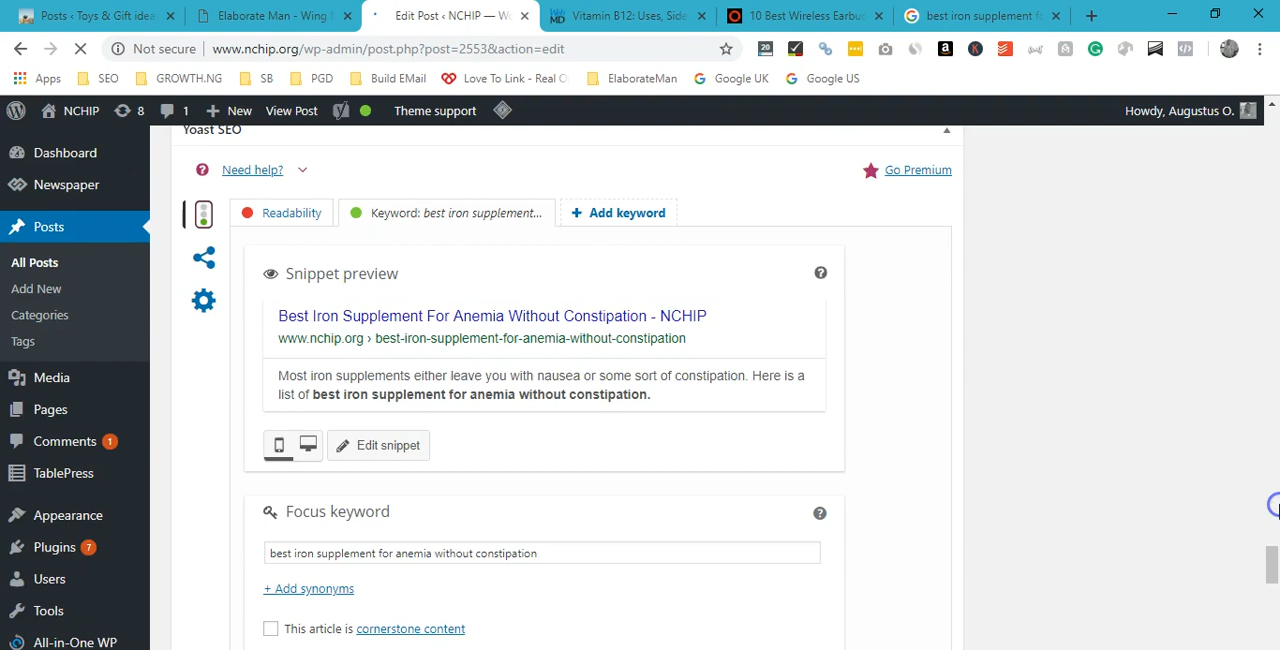 Posts ‹ Toys & Gift idea
Elaborate Man - Wing
Edit Post ‹ NCHIP — W
Vitamin B12: Uses, Side
10 Best Wireless Earbu
best iron supplement f
Not secure www.nchip.org/wp-admin/post.php?post=2553&action=edit
Apps SEO GROWTH.NG SB PGD Build EMail Love To Link - Real O ElaborateMan Google UK Google US
NCHIP 8 1 New View Post Theme support Howdy, Augustus O.
Yoast SEO
Dashboard
Newspaper
Posts
All Posts
Add New
Categories
Tags
Media
Pages
Comments 1
TablePress
Appearance
Plugins 7
Users
Tools
All-in-One WP
Need help? Go Premium
Readability Keyword: best iron supplement... + Add keyword
Snippet preview
Best Iron Supplement For Anemia Without Constipation - NCHIP
www.nchip.org › best-iron-supplement-for-anemia-without-constipation
Most iron supplements either leave you with nausea or some sort of constipation. Here is a
list of best iron supplement for anemia without constipation.
Edit snippet
Focus keyword
best iron supplement for anemia without constipation
+ Add synonyms
This article is cornerstone content